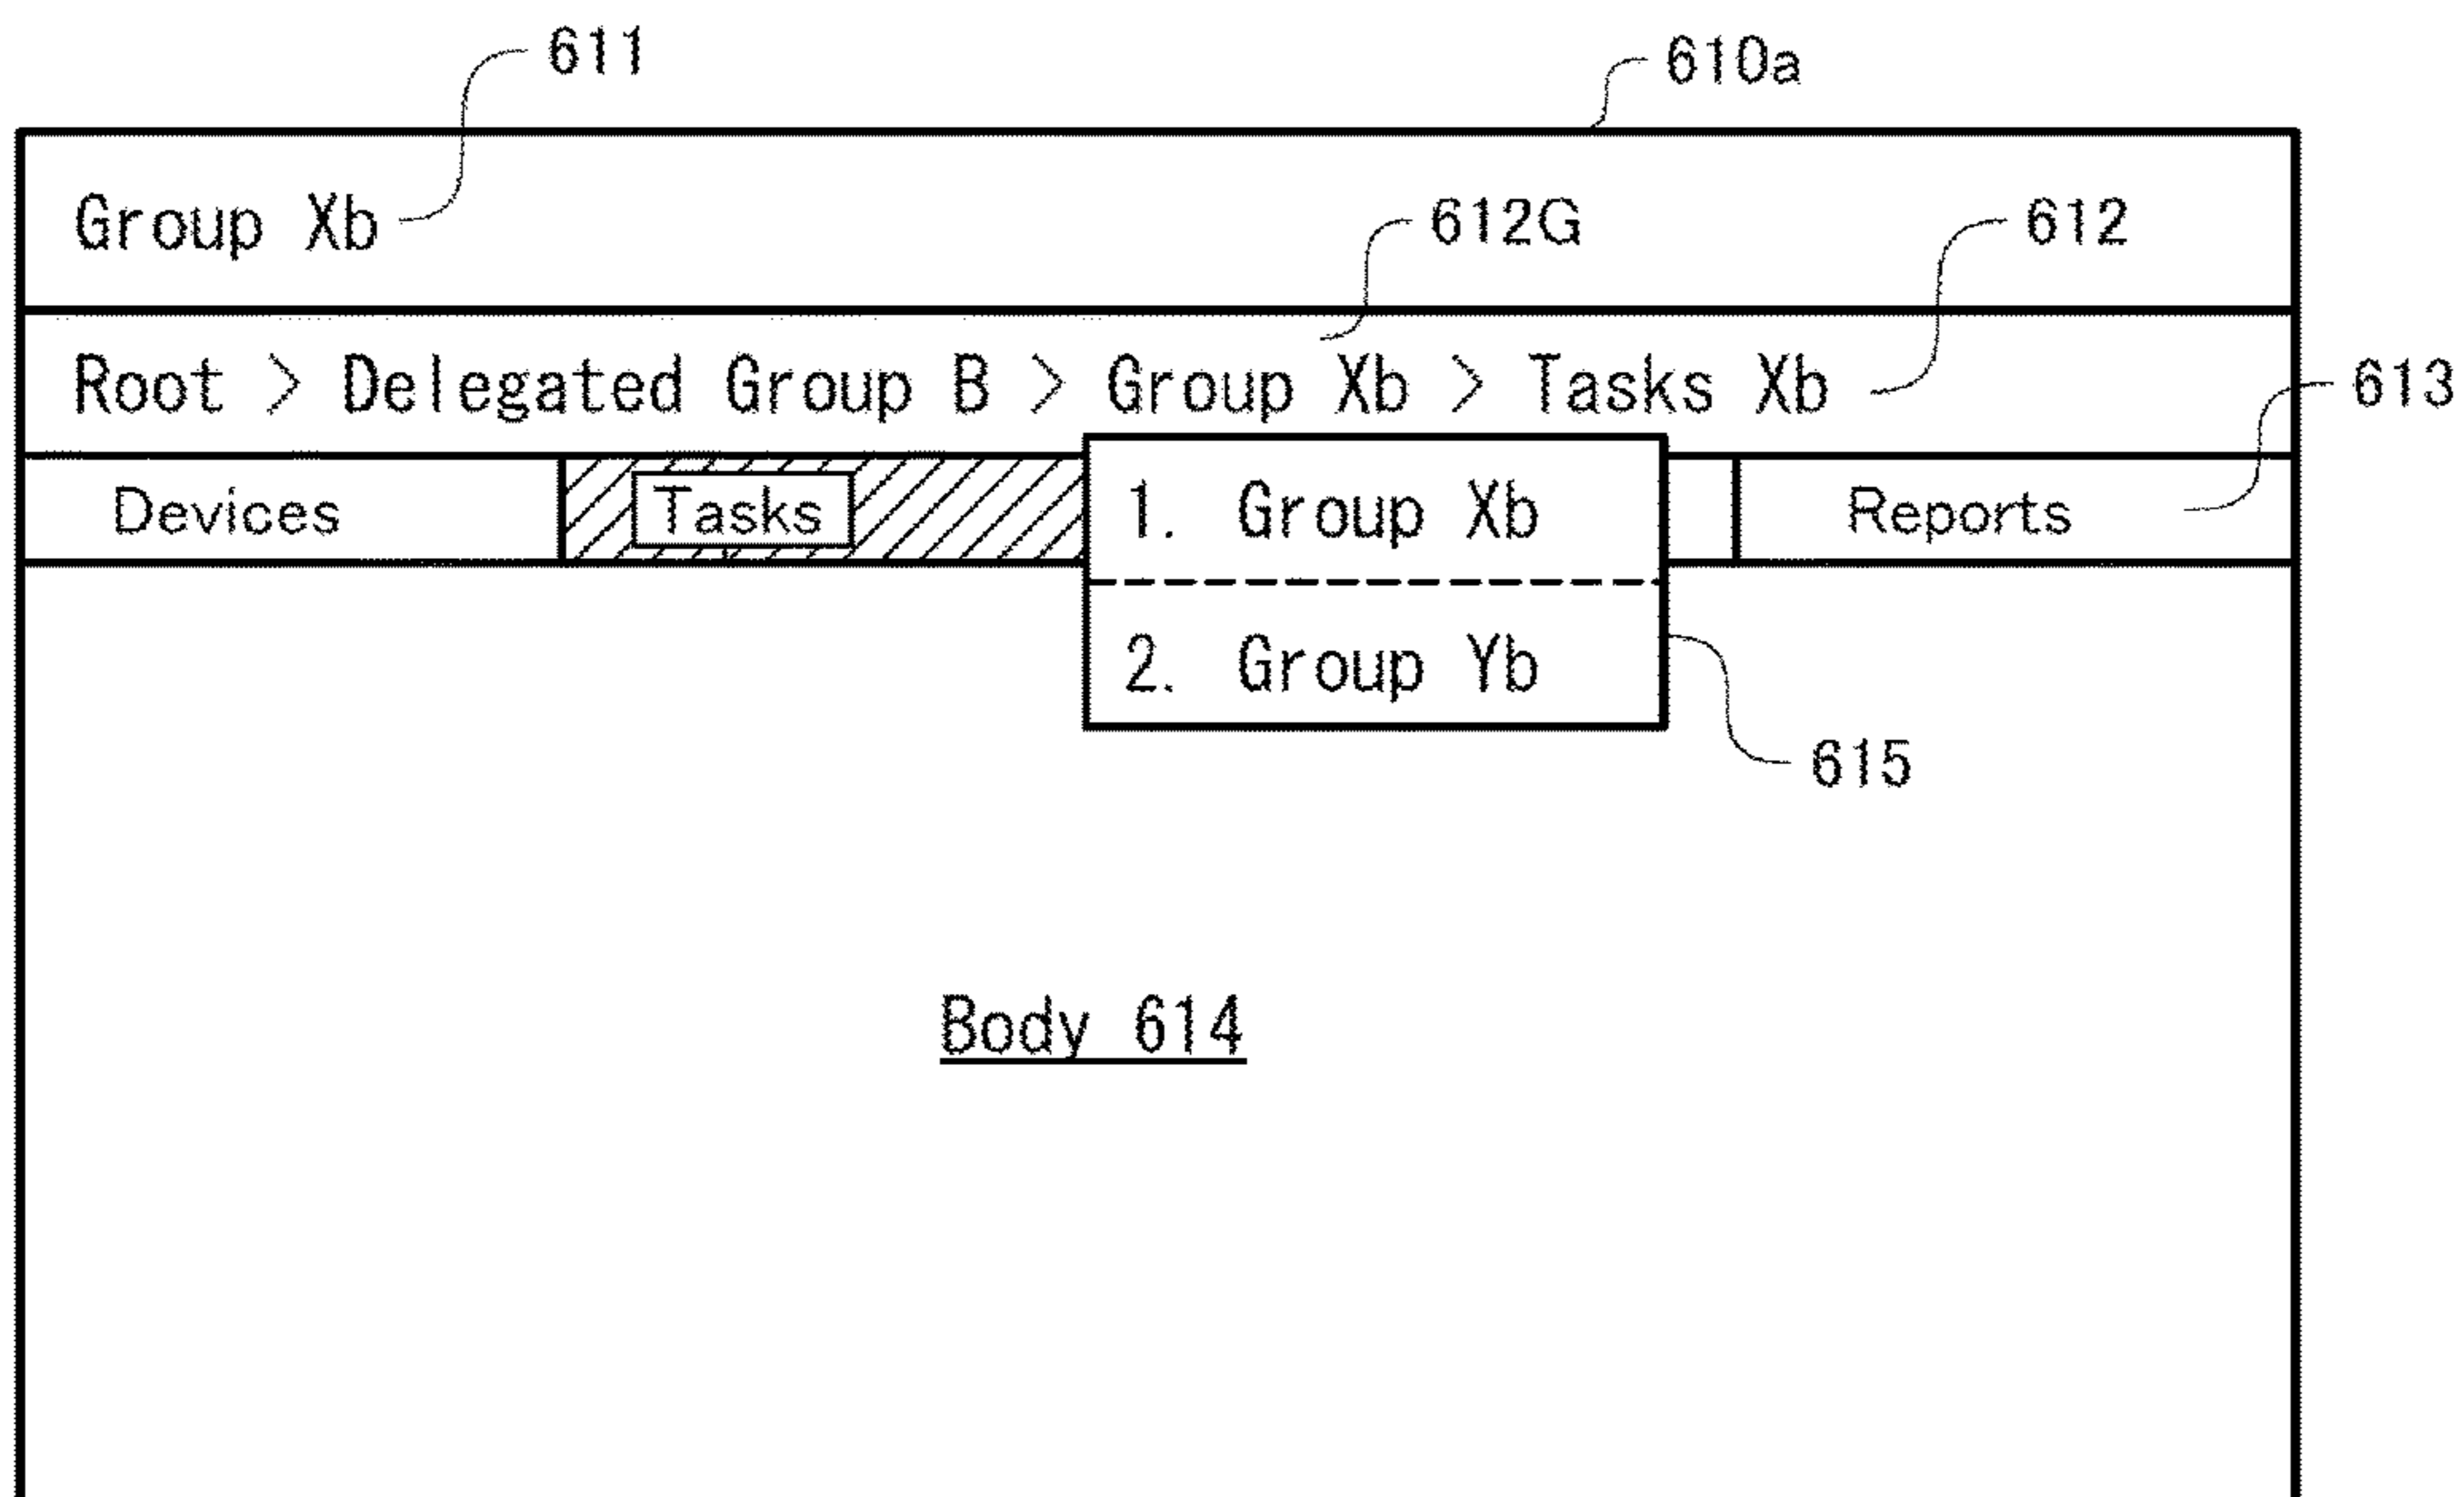 611
610a
Group Xb
612G
612
Root > Delegated Group B > Group Xb > Tasks Xb
613
Devices
Tasks
1. Group Xb
Reports
2. Group Yb
615
Body 614